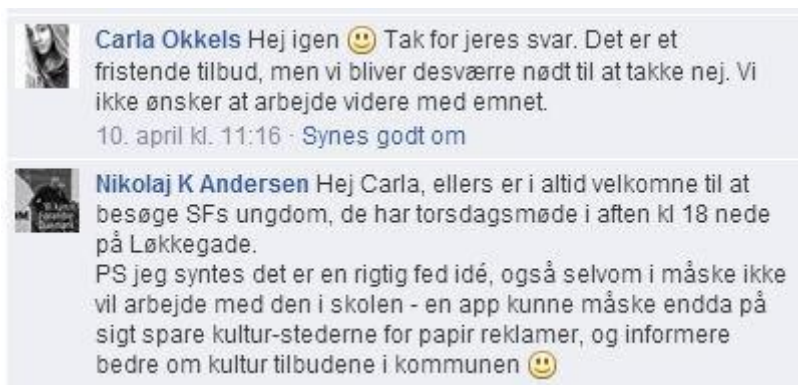 Carla Okkels Hej igen 🙂 Tak for jeres svar. Det er et
fristende tilbud, men vi bliver desværre nødt til at takke nej. Vi
ikke ønsker at arbejde videre med emnet.
10. april kl. 11:16 · Synes godt om
Nikolaj K Andersen Hej Carla, ellers er i altid velkomne til at
besøge SFs ungdom, de har torsdagsmøde i aften kl 18 nede
på Løkkegade.
PS jeg syntes det er en rigtig fed idé, også selvom i måske ikke
vil arbejde med den i skolen - en app kunne måske endda på
sigt spare kultur-stederne for papir reklamer, og informere
bedre om kultur tilbudene i kommunen 🙂